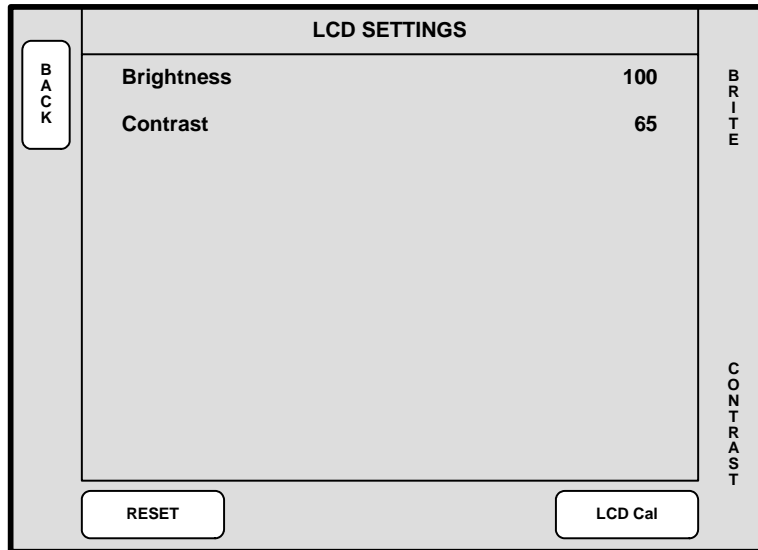 LCD SETTINGS
BACK
Brightness 100
Contrast 65
BRITE
CONTRAST
RESET
LCD Cal